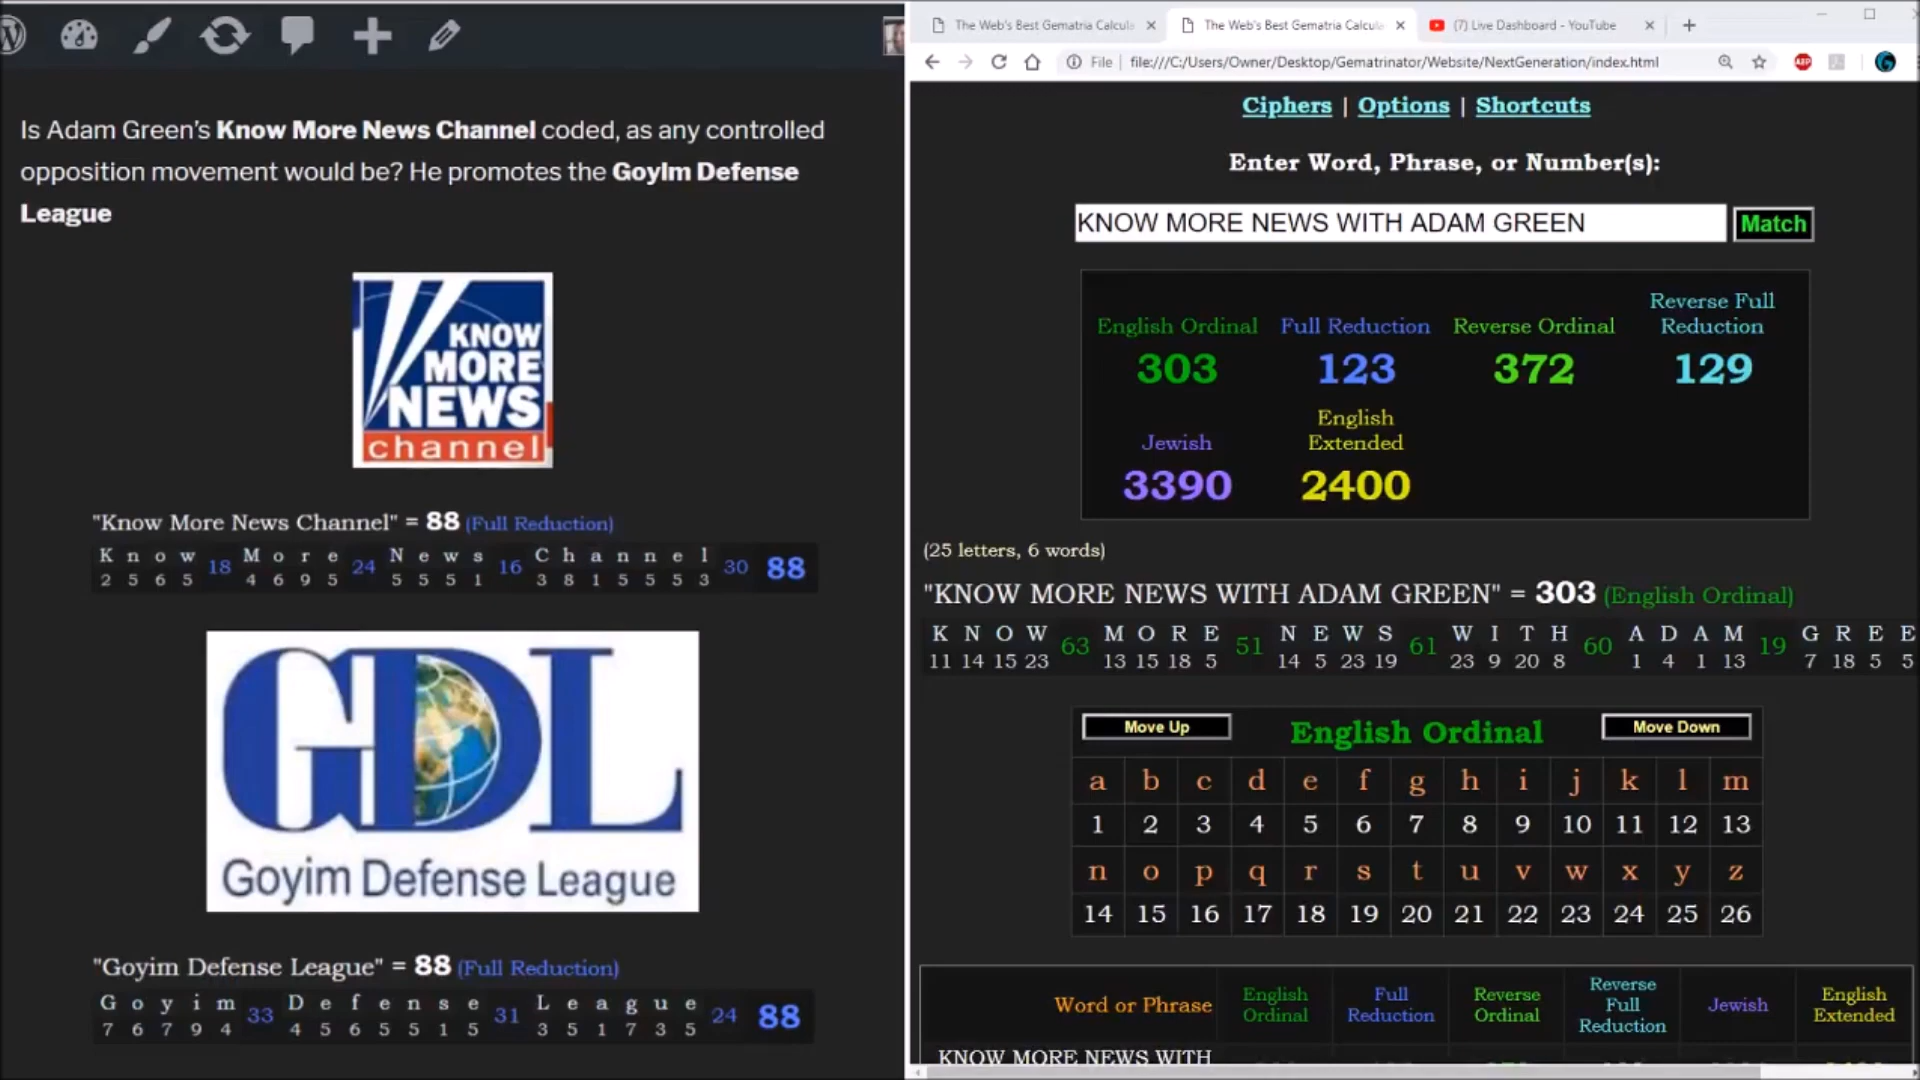 Is Adam Green's Know More News Channel coded, as any controlled
opposition movement would be? He promotes the GoyIm Defense
League
KNOW
MORE
NEWS
channel
"Know More News Channel" = 88 (Full Reduction)
K n o w 18 M o r e 24 N e w s 16 C h a n n e l 30 88
2 5 6 5 4 6 9 5 5 5 5 1 3 8 1 5 5 5 3
GDL
Goyim Defense League
"Goyim Defense League" = 88 (Full Reduction)
G o y i m 33 D e f e n s e 31 L e a g u e 24 88
7 6 7 9 4 4 5 6 5 5 1 5 3 5 1 7 3 5
The Web's Best Gematria Calcula
The Web's Best Gematria Calcula
(7) Live Dashboard - YouTube
File | file:///C:/Users/Owner/Desktop/Gematrinator/Website/NextGeneration/index.html
ABP
Ciphers | Options | Shortcuts
Enter Word, Phrase, or Number(s):
KNOW MORE NEWS WITH ADAM GREEN Match
English Ordinal Full Reduction Reverse Ordinal Reverse Full Reduction
303 123 372 129
Jewish English Extended
3390 2400
(25 letters, 6 words)
"KNOW MORE NEWS WITH ADAM GREEN" = 303 (English Ordinal)
K N O W 63 M O R E 51 N E W S 61 W I T H 60 A D A M 19 G R E E
11 14 15 23 13 15 18 5 14 5 23 19 23 9 20 8 1 4 1 13 7 18 5 5
Move Up English Ordinal Move Down
a b c d e f g h i j k l m
1 2 3 4 5 6 7 8 9 10 11 12 13
n o p q r s t u v w x y z
14 15 16 17 18 19 20 21 22 23 24 25 26
Word or Phrase English Ordinal Full Reduction Reverse Ordinal Reverse Full Reduction Jewish English Extended
KNOW MORE NEWS WITH